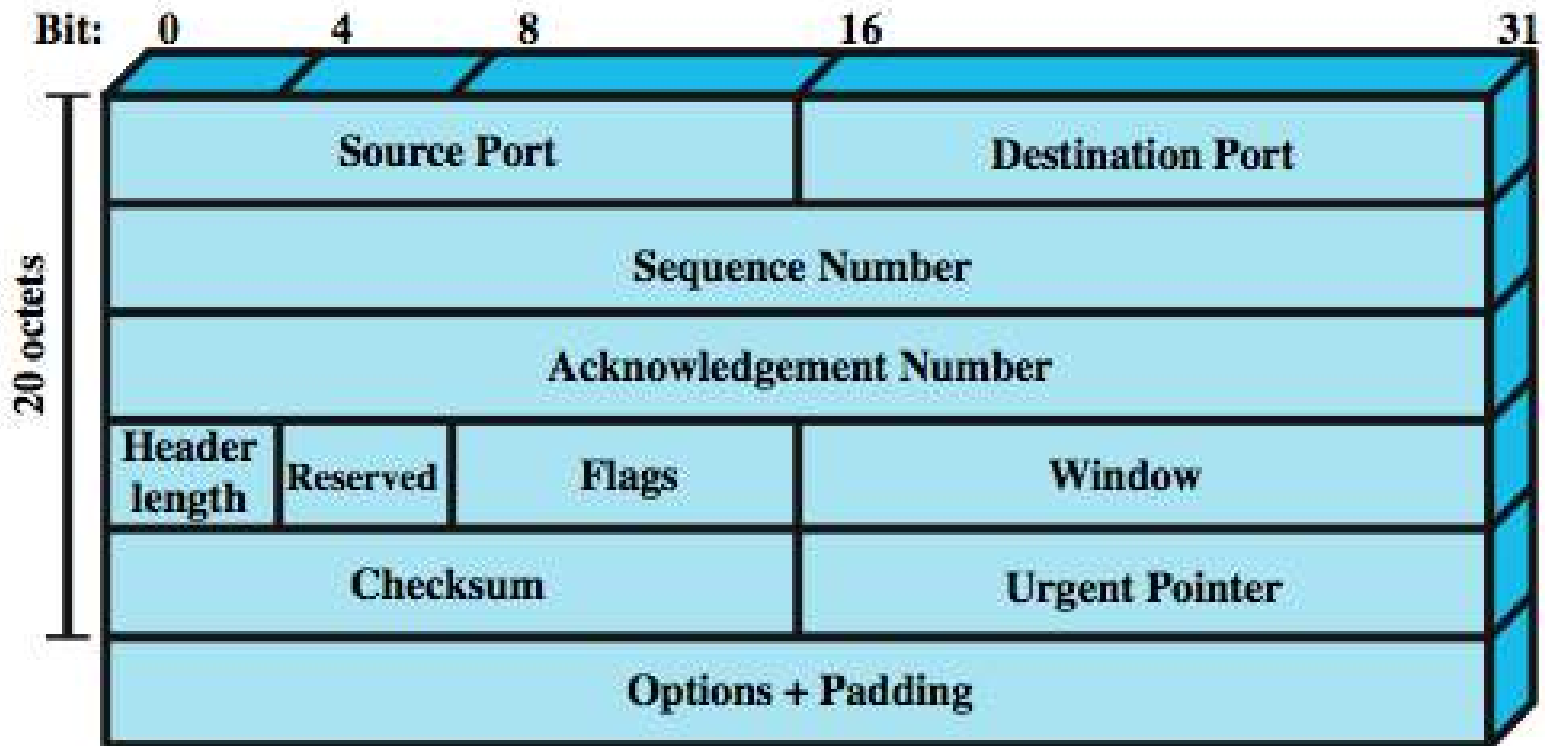 Bit: 0 4 8 16 31
Source Port Destination Port
Sequence Number
20 octets
Acknowledgement Number
Header
length
Reserved Flags Window
Checksum Urgent Pointer
Options + Padding